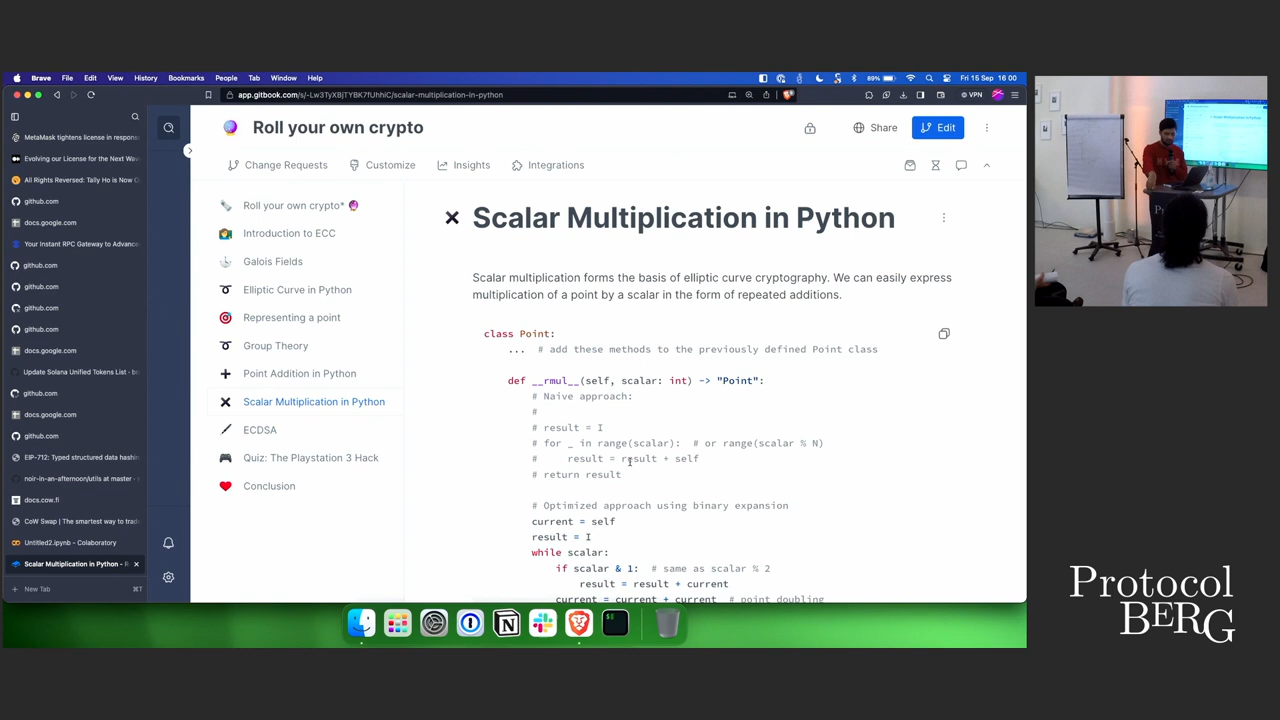 Brave File Edit View History Bookmarks People Tab Window Help
89% Fri 15 Sep 16 00
app.gitbook.com/s/-Lw3TyXBjTYBK7fUhhiC/scalar-multiplication-in-python
VPN
MetaMask tightens license in respon
Evolving our License for the Next Wav
All Rights Reversed: Tally Ho is Now O
github.com
docs.google.com
Your Instant RPC Gateway to Advance
github.com
github.com
github.com
github.com
docs.google.com
Update Solana Unified Tokens List - b
github.com
docs.google.com
github.com
EIP-712: Typed structured data hashi
noir-in-an-afternoon/utils at master
docs.cow.fi
CoW Swap | The smartest way to trad
Untitled2.ipynb - Colaboratory
Scalar Multiplication in Python - R
New Tab ⌘T
Roll your own crypto
Share
Edit
Change Requests
Customize
Insights
Integrations
Roll your own crypto*
Introduction to ECC
Galois Fields
Elliptic Curve in Python
Representing a point
Group Theory
Point Addition in Python
Scalar Multiplication in Python
ECDSA
Quiz: The Playstation 3 Hack
Conclusion
Scalar Multiplication in Python
Scalar multiplication forms the basis of elliptic curve cryptography. We can easily express
multiplication of a point by a scalar in the form of repeated additions.
class Point:
... # add these methods to the previously defined Point class
def __rmul__(self, scalar: int) -> "Point":
# Naive approach:
#
# result = I
# for _ in range(scalar): # or range(scalar % N)
# result = result + self
# return result
# Optimized approach using binary expansion
current = self
result = I
while scalar:
if scalar & 1: # same as scalar % 2
result = result + current
current = current + current # point doubling
Protocol
BERG